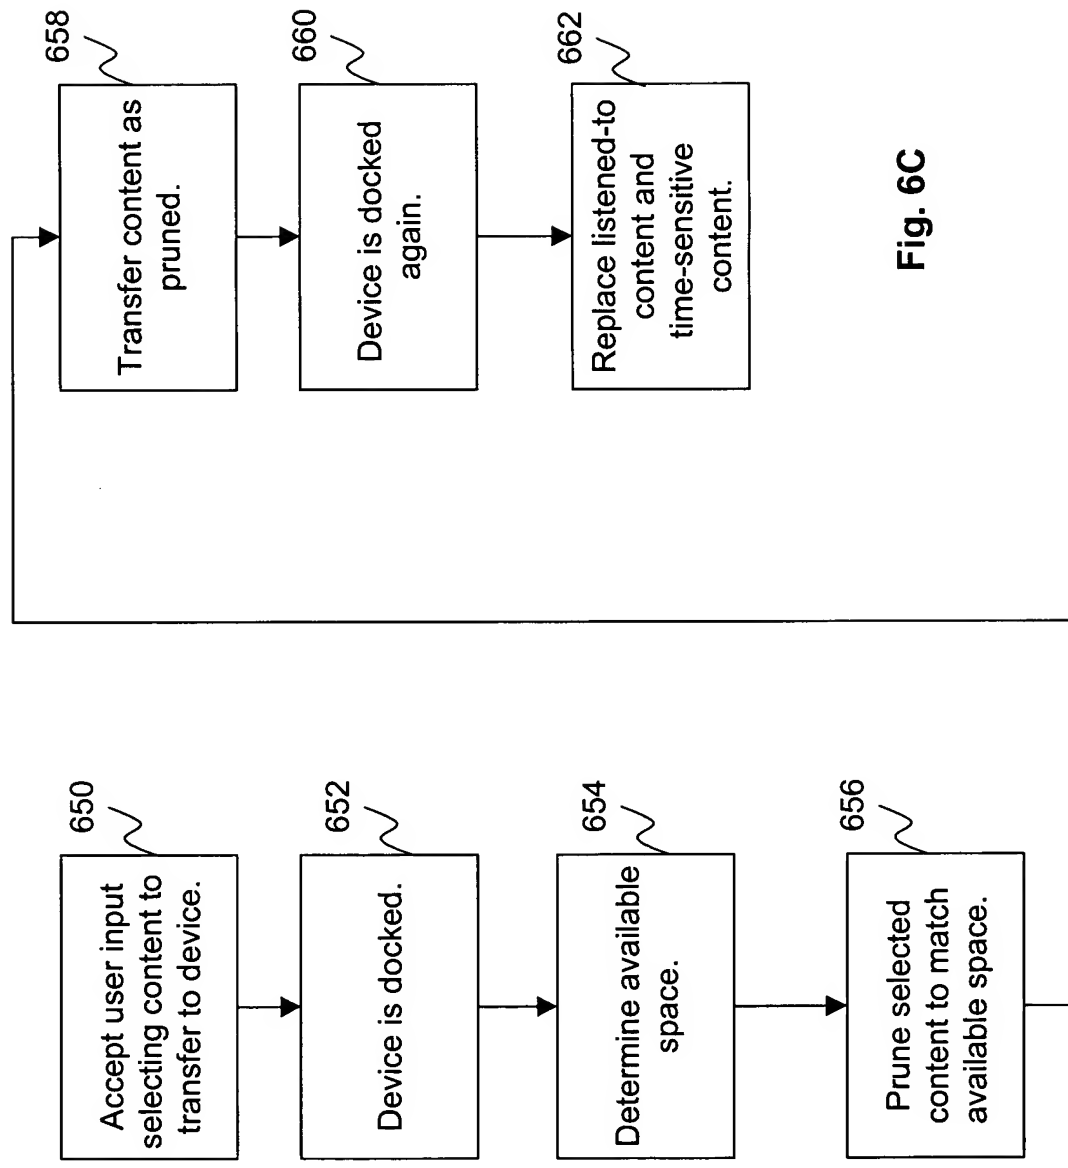 650
Accept user input
selecting content to
transfer to device.
652
Device is docked.
654
Determine available
space.
656
Prune selected
content to match
available space.
658
Transfer content as
pruned.
660
Device is docked
again.
662
Replace listened-to
content and
time-sensitive
content.
Fig. 6C